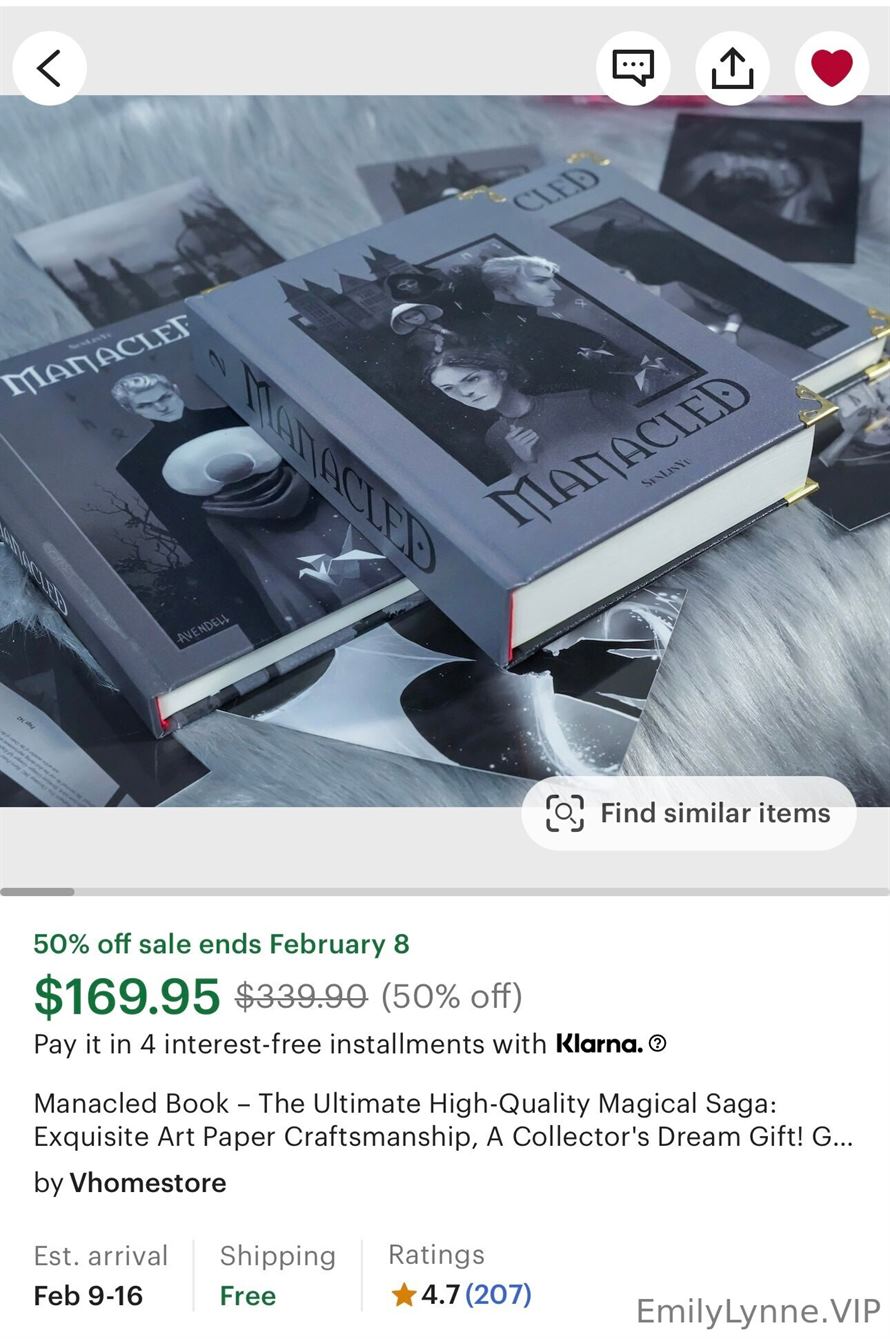 CLED
SenLinYu
MANACLED
MANACLED
2
MANACLED
SENLINYU
AVENDELL
MANACLED
Find similar items
50% off sale ends February 8
$169.95 $339.90 (50% off)
Pay it in 4 interest-free installments with Klarna. ?
Manacled Book – The Ultimate High-Quality Magical Saga:
Exquisite Art Paper Craftsmanship, A Collector's Dream Gift! G...
by Vhomestore
Est. arrival
Feb 9-16
Shipping
Free
Ratings
4.7 (207)
EmilyLynne.VIP